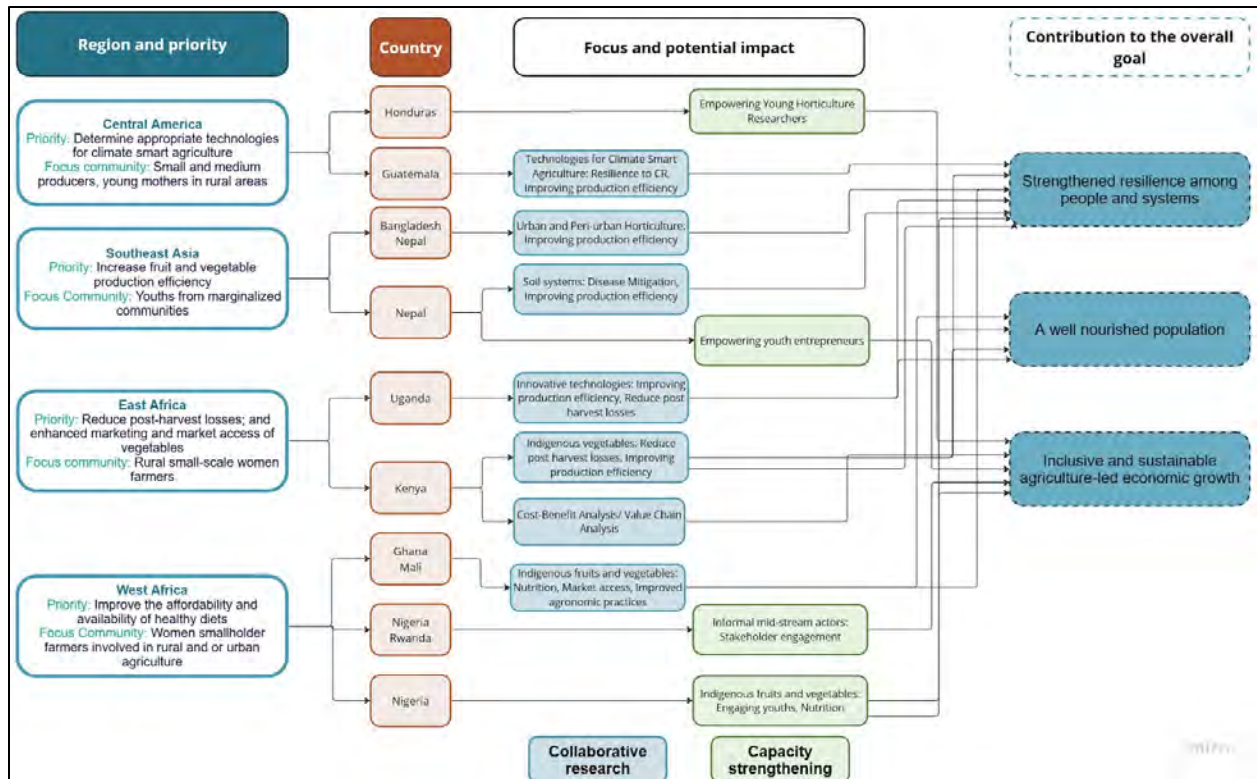 Region and priority
Country
Focus and potential impact
Contribution to the overall
goal
Central America
Priority: Determine appropriate technologies
for climate smart agriculture
Focus community: Small and medium
producers, young mothers in rural areas
Southeast Asia
Priority: Increase fruit and vegetable
production efficiency
Focus Community: Youths from marginalized
communities
East Africa
Priority: Reduce post-harvest losses; and
enhanced marketing and market access of
vegetables
Focus community: Rural small-scale women
farmers
West Africa
Priority: Improve the affordability and
availability of healthy diets
Focus Community: Women smallholder
farmers involved in rural and or urban
agriculture
Honduras
Guatemala
Bangladesh
Nepal
Nepal
Uganda
Kenya
Ghana
Mali
Nigeria
Rwanda
Nigeria
Empowering Young Horticulture
Researchers
Technologies for Climate Smart
Agriculture: Resilience to CR,
Improving production efficiency
Urban and Peri-urban Horticulture,
Improving production efficiency
Soil systems: Disease Mitigation,
Improving production efficiency
Empowering youth entrepreneurs
Innovative technologies: Improving
production efficiency, Reduce post
harvest losses
Indigenous vegetables: Reduce
post harvest losses, Improving
production efficiency
Cost-Benefit Analysis/ Value Chain
Analysis
Indigenous fruits and vegetables:
Nutrition, Market access, Improved
agronomic practices
Informal mid-stream actors:
Stakeholder engagement
Indigenous fruits and vegetables:
Engaging youths, Nutrition
Strengthened resilience among
people and systems
A well nourished population
Inclusive and sustainable
agriculture-led economic growth
Collaborative
research
Capacity
strengthening
miro